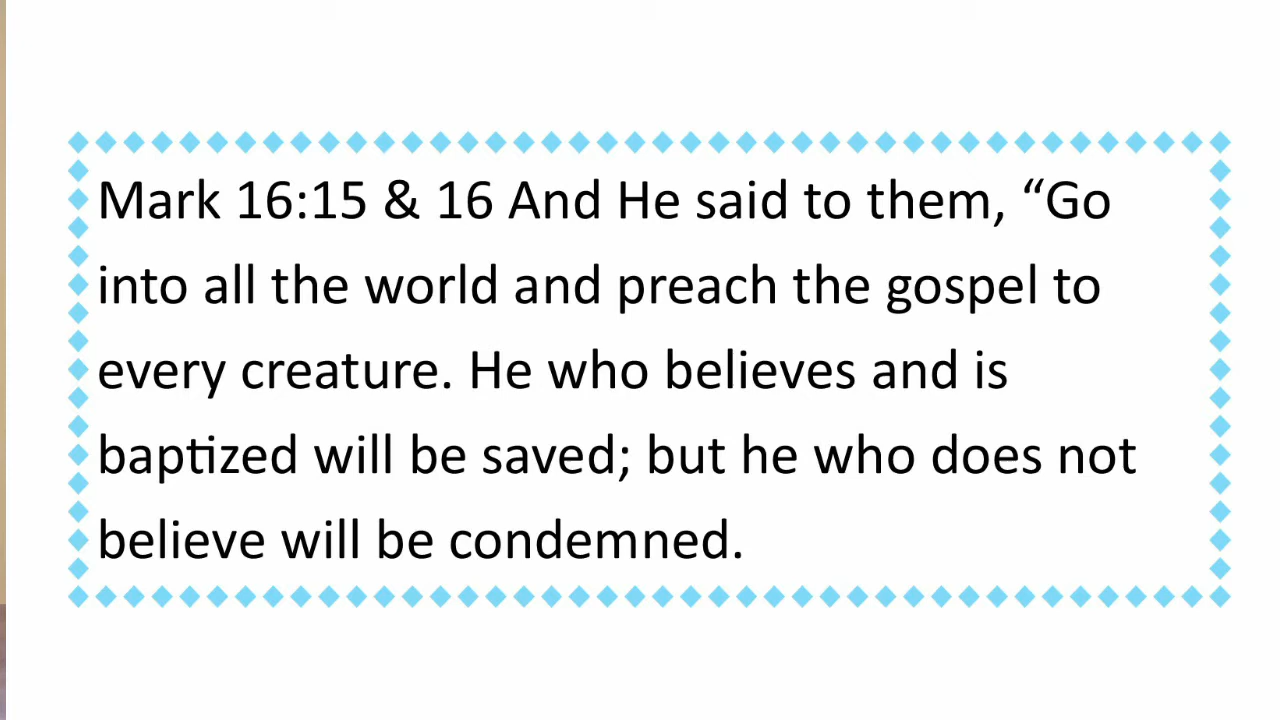 Mark 16:15 & 16 And He said to them, “Go
into all the world and preach the gospel to
every creature. He who believes and is
baptized will be saved; but he who does not
believe will be condemned.